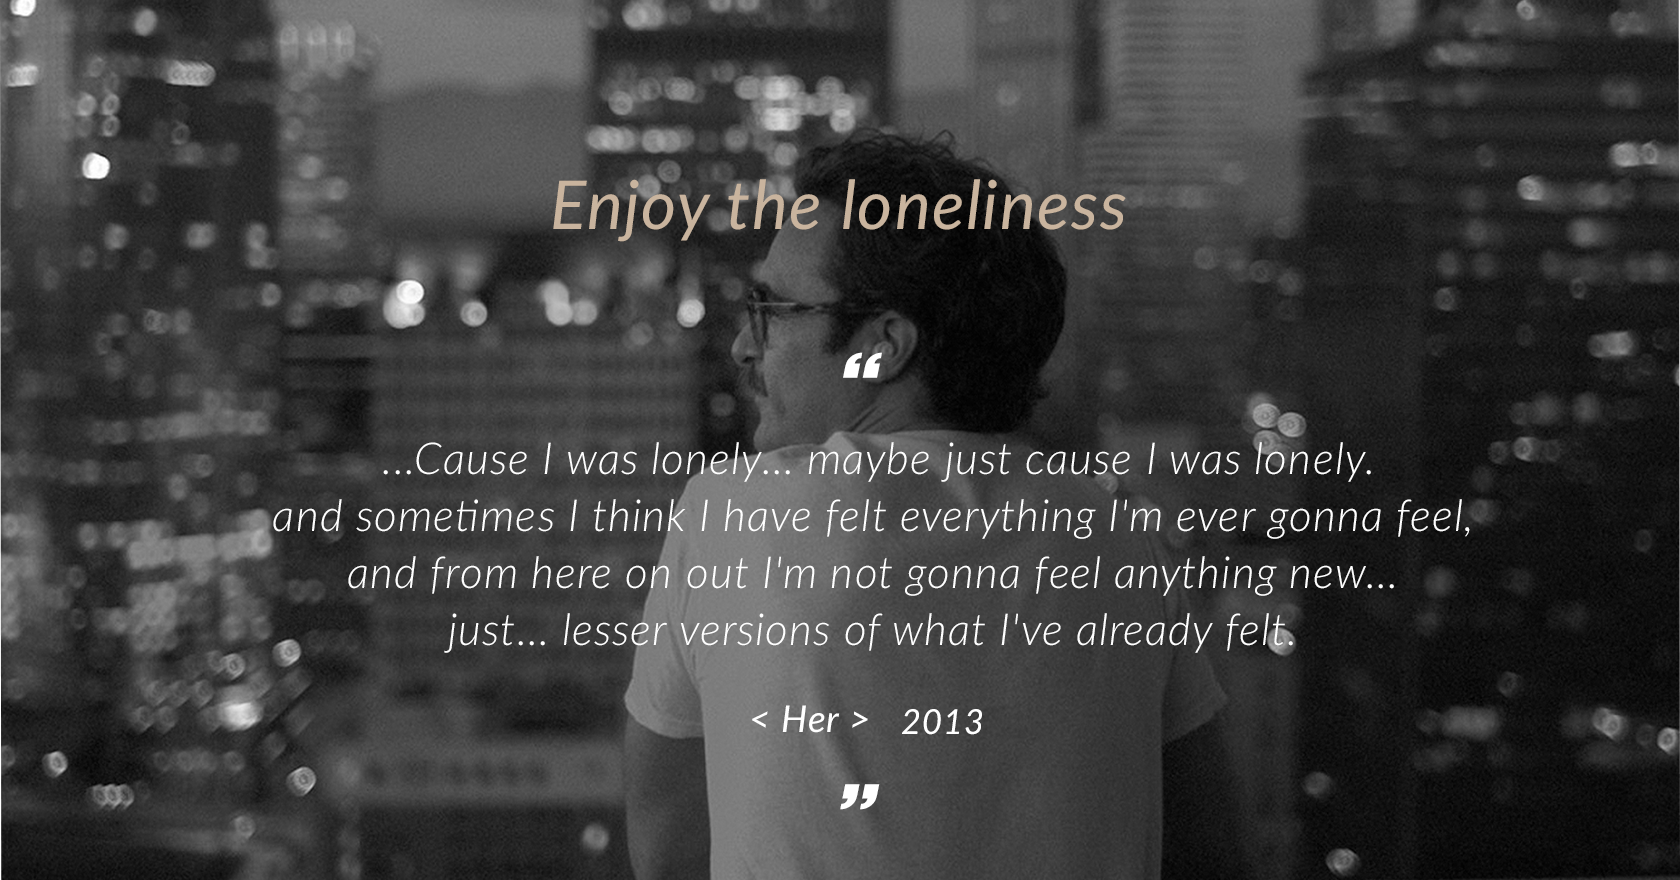 Enjoy the loneliness
“
...Cause I was lonely... maybe just cause I was lonely.
and sometimes I think I have felt everything I'm ever gonna feel,
and from here on out I'm not gonna feel anything new...
just... lesser versions of what I've already felt.
< Her > 2013
”